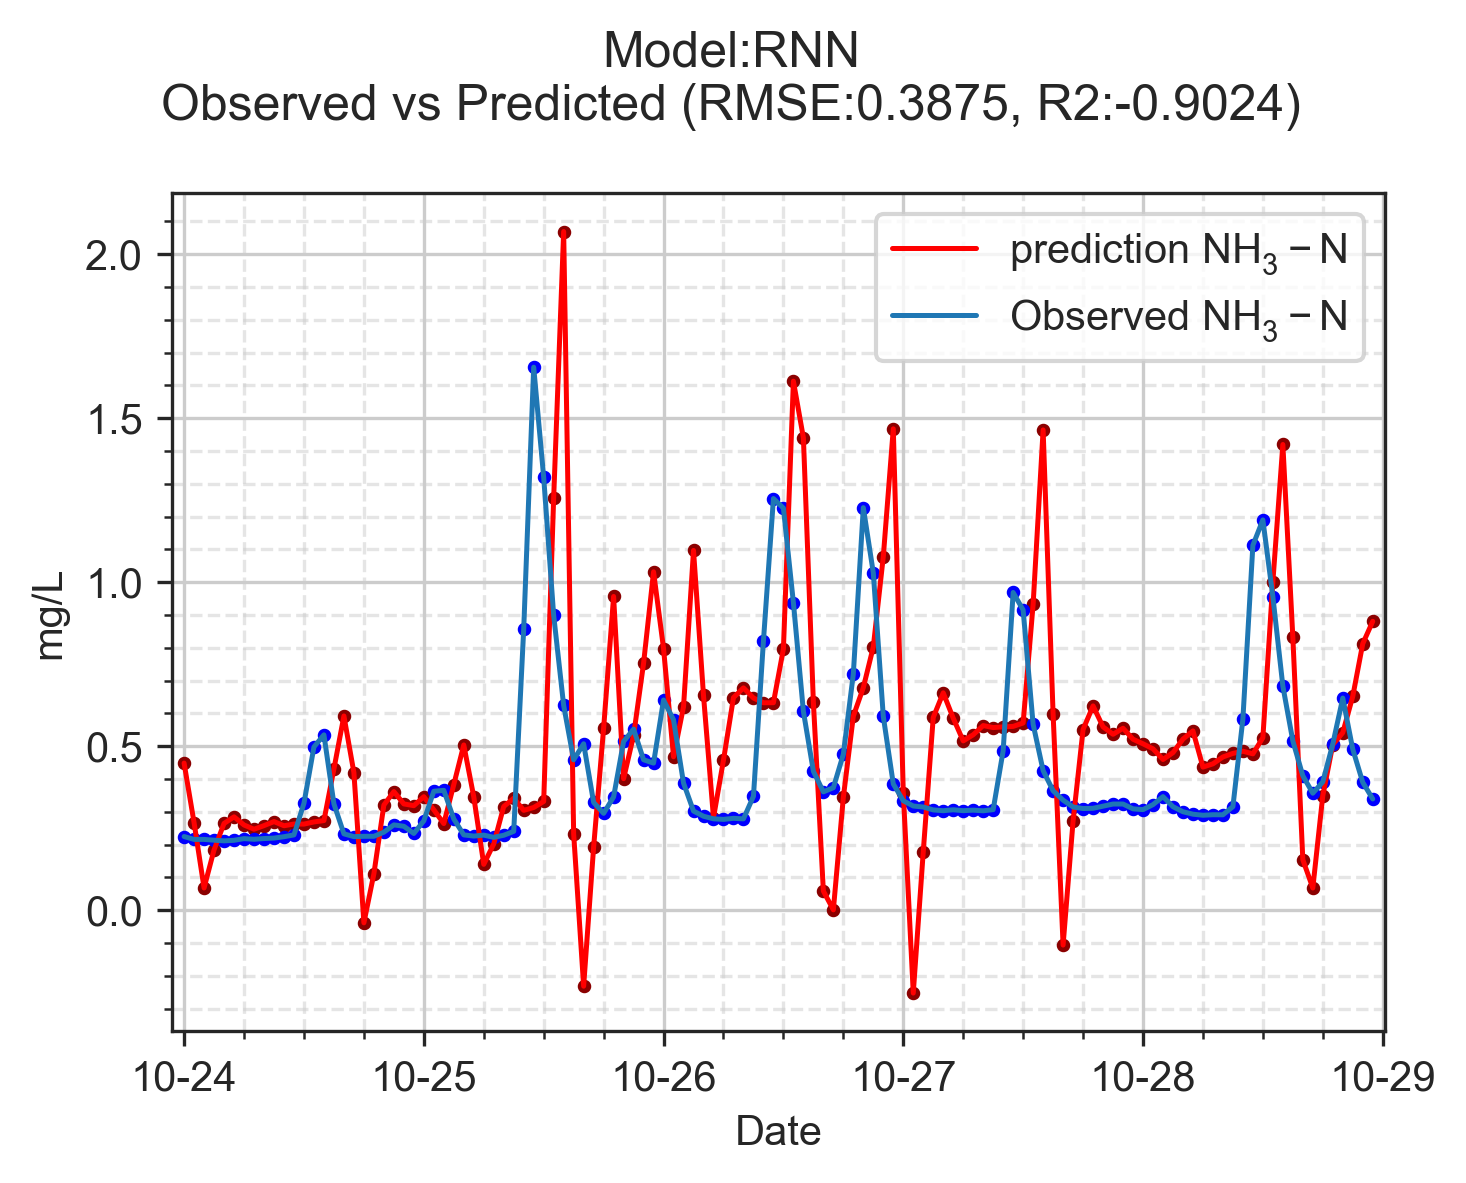 Model:RNN
Observed vs Predicted (RMSE:0.3875, R2:-0.9024)
prediction NH₃ − N
Observed NH₃ − N
2.0
1.5
1.0
0.5
0.0
mg/L
10-24 10-25 10-26 10-27 10-28 10-29
Date